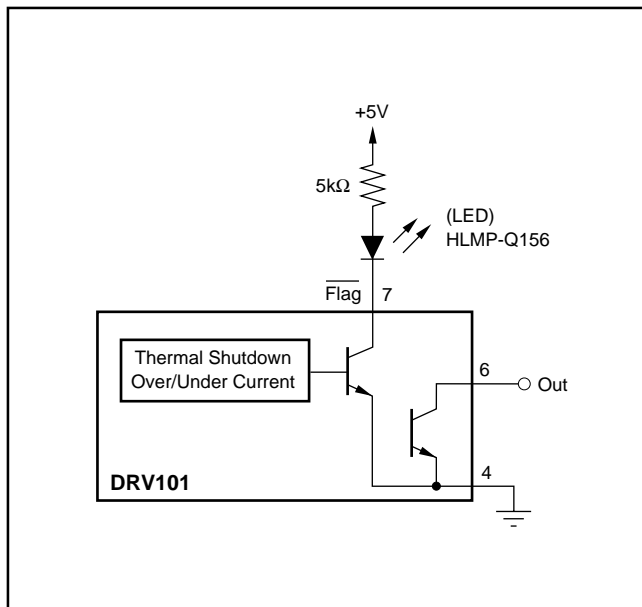 +5V
5kΩ
(LED)
HLMP-Q156
Flag
7
Thermal Shutdown
Over/Under Current
6
Out
4
DRV101